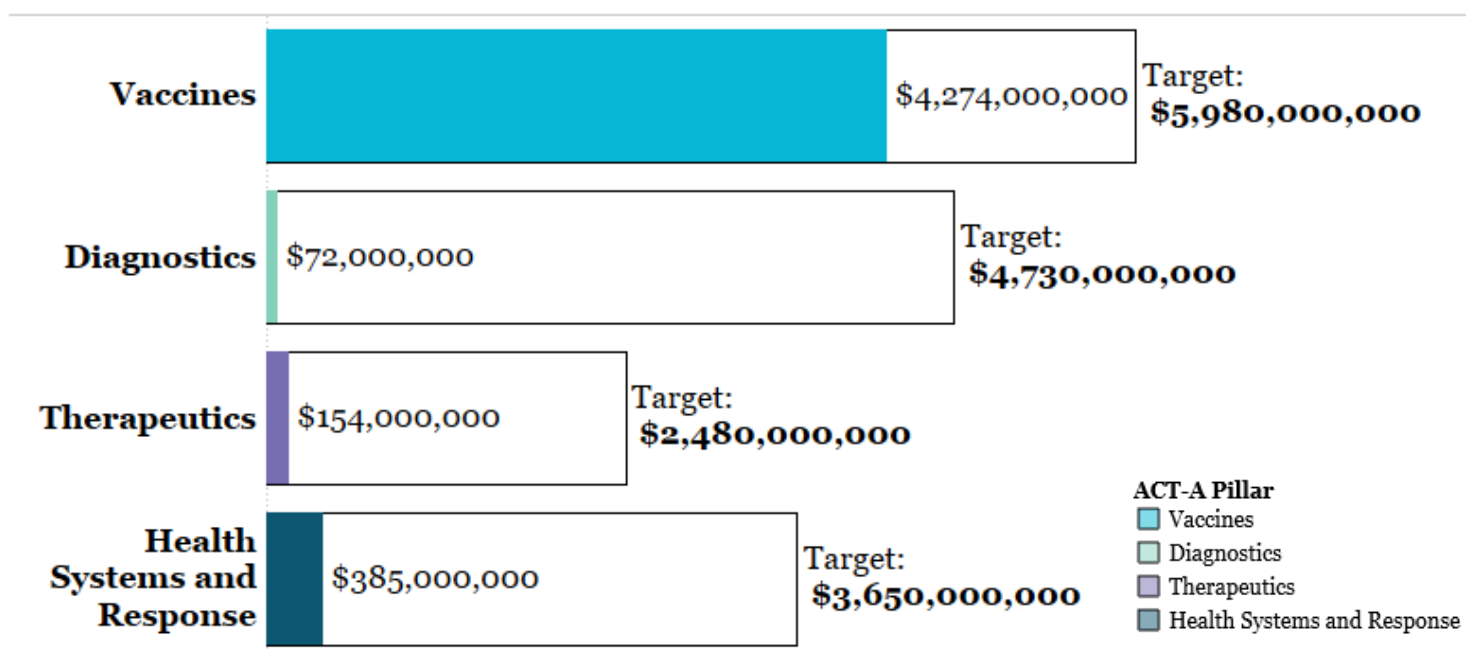 Vaccines
$4,274,000,000
Target:
$5,980,000,000
Diagnostics
$72,000,000
Target:
$4,730,000,000
Therapeutics
$154,000,000
Target:
$2,480,000,000
Health
Systems and
Response
$385,000,000
Target:
$3,650,000,000
ACT-A Pillar
Vaccines
Diagnostics
Therapeutics
Health Systems and Response